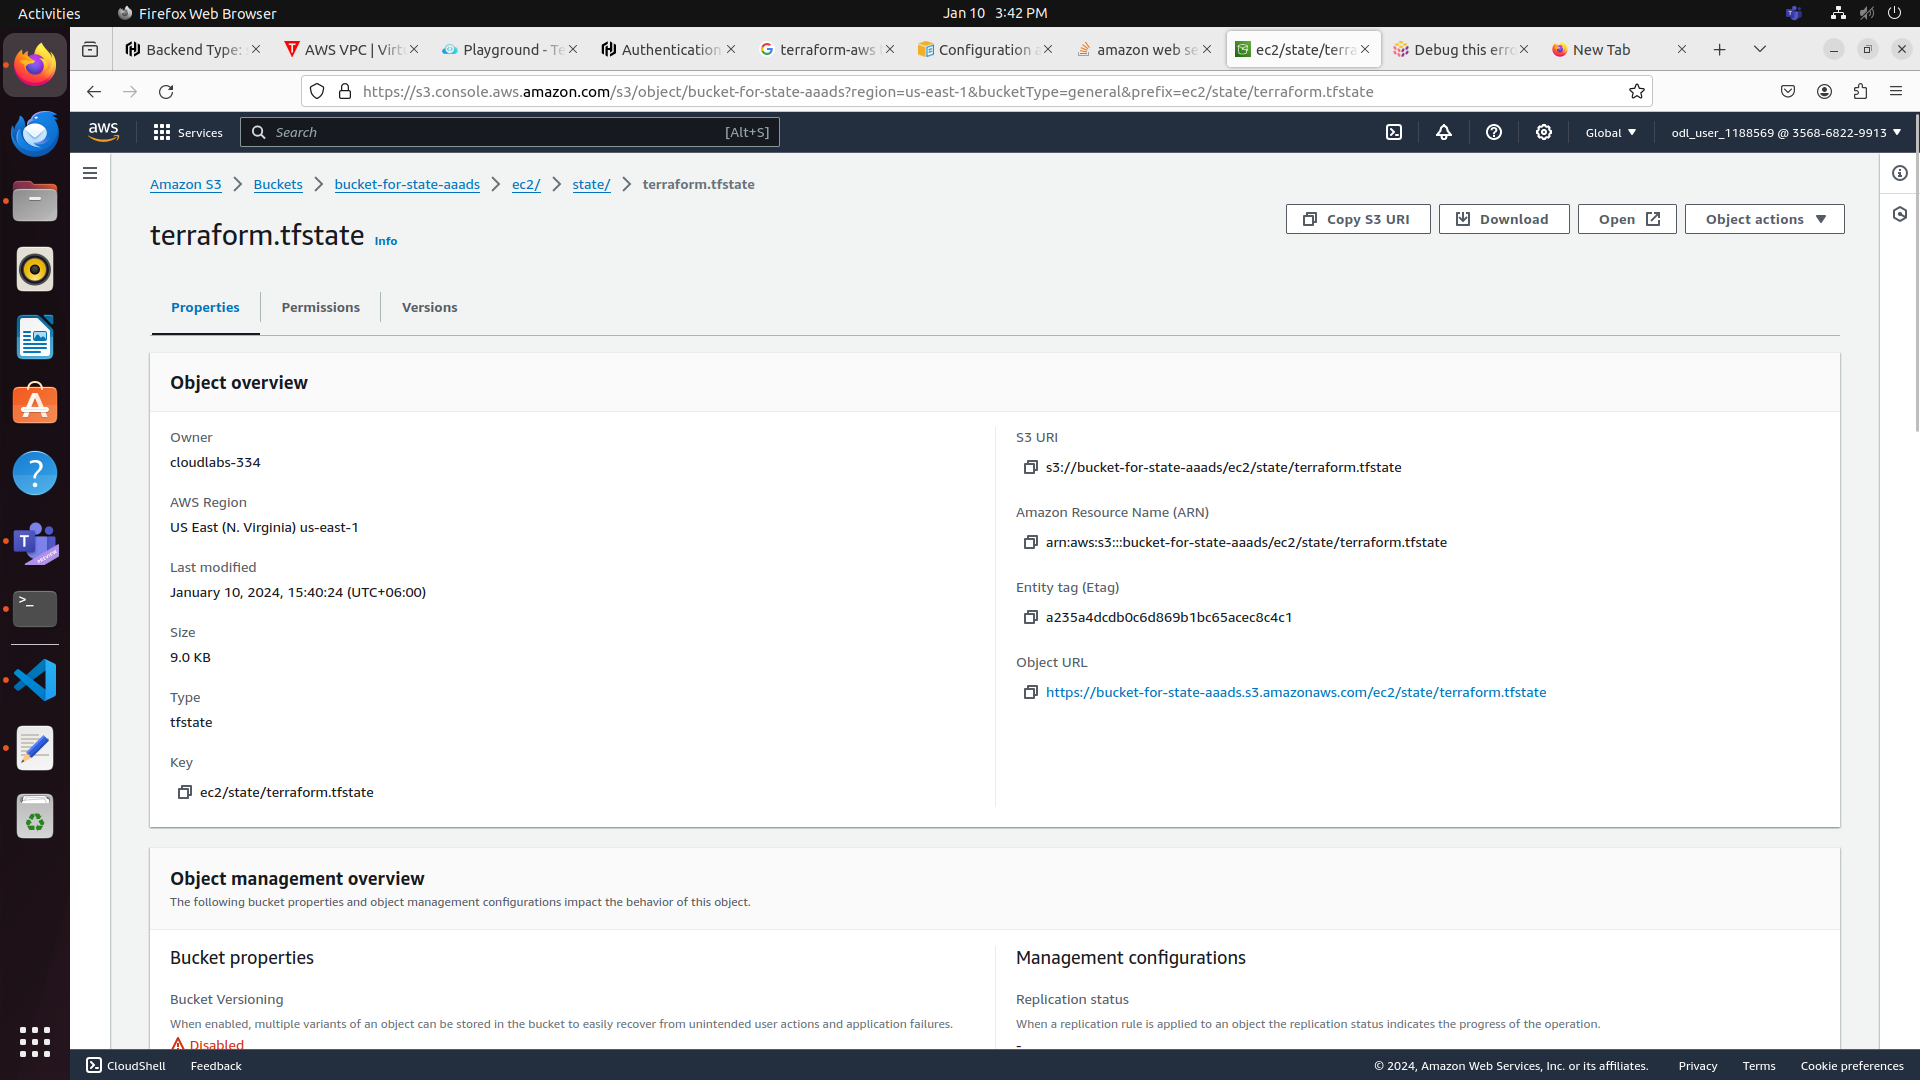 Activities
Firefox Web Browser
Jan 10 3:42 PM
Backend Type:
AWS VPC | Virt
Playground - Te
Authentication
terraform-aws
Configuration a
amazon web se
ec2/state/terra
Debug this erro
New Tab
https://s3.console.aws.amazon.com/s3/object/bucket-for-state-aaads?region=us-east-1&bucketType=general&prefix=ec2/state/terraform.tfstate
aws
Services
Search
[Alt+S]
Global
odl_user_1188569 @ 3568-6822-9913
Amazon S3
Buckets
bucket-for-state-aaads
ec2/
state/
terraform.tfstate
terraform.tfstate Info
Copy S3 URI
Download
Open
Object actions
Properties
Permissions
Versions
Object overview
Owner
cloudlabs-334
AWS Region
US East (N. Virginia) us-east-1
Last modified
January 10, 2024, 15:40:24 (UTC+06:00)
Size
9.0 KB
Type
tfstate
Key
ec2/state/terraform.tfstate
S3 URI
s3://bucket-for-state-aaads/ec2/state/terraform.tfstate
Amazon Resource Name (ARN)
arn:aws:s3:::bucket-for-state-aaads/ec2/state/terraform.tfstate
Entity tag (Etag)
a235a4dcdb0c6d869b1bc65acec8c4c1
Object URL
https://bucket-for-state-aaads.s3.amazonaws.com/ec2/state/terraform.tfstate
Object management overview
The following bucket properties and object management configurations impact the behavior of this object.
Bucket properties
Bucket Versioning
When enabled, multiple variants of an object can be stored in the bucket to easily recover from unintended user actions and application failures.
Disabled
Management configurations
Replication status
When a replication rule is applied to an object the replication status indicates the progress of the operation.
-
CloudShell
Feedback
© 2024, Amazon Web Services, Inc. or its affiliates.
Privacy
Terms
Cookie preferences